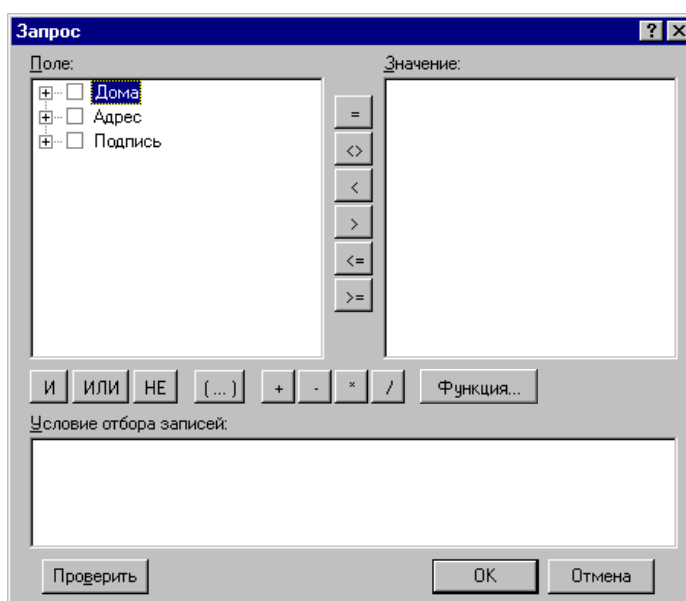 Запрос
Поле: Значение:
Дома
Адрес
Подпись
=
<>
<
>
<=
>=
И ИЛИ НЕ (...) + - * / Функция...
Условие отбора записей:
Проверить OK Отмена